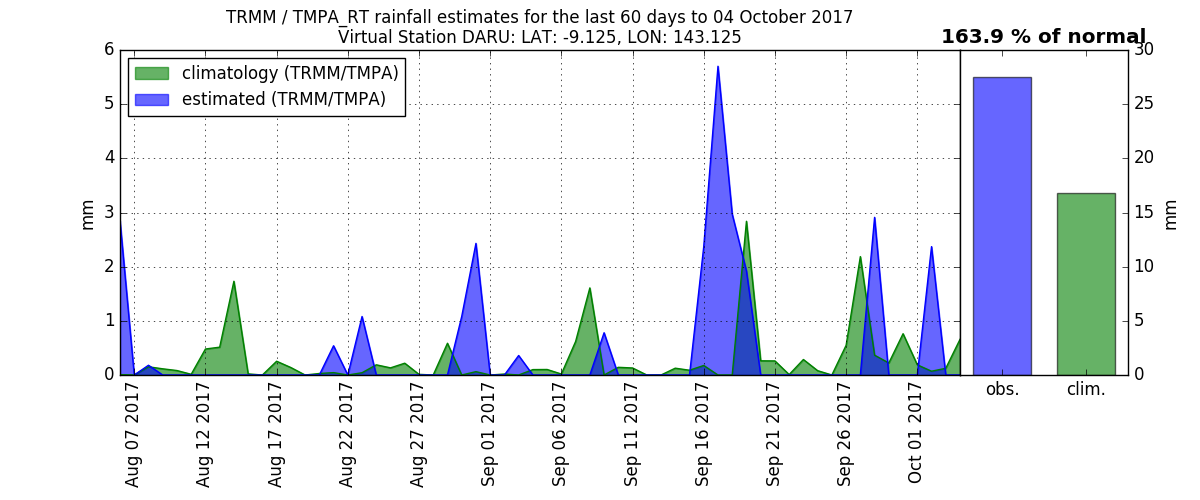 TRMM / TMPA_RT rainfall estimates for the last 60 days to 04 October 2017
Virtual Station DARU: LAT: -9.125, LON: 143.125
163.9 % of normal
climatology (TRMM/TMPA)
estimated (TRMM/TMPA)
6
5
4
3
2
1
0
mm
30
25
20
15
10
5
0
mm
Aug 07 2017
Aug 12 2017
Aug 17 2017
Aug 22 2017
Aug 27 2017
Sep 01 2017
Sep 06 2017
Sep 11 2017
Sep 16 2017
Sep 21 2017
Sep 26 2017
Oct 01 2017
obs.
clim.